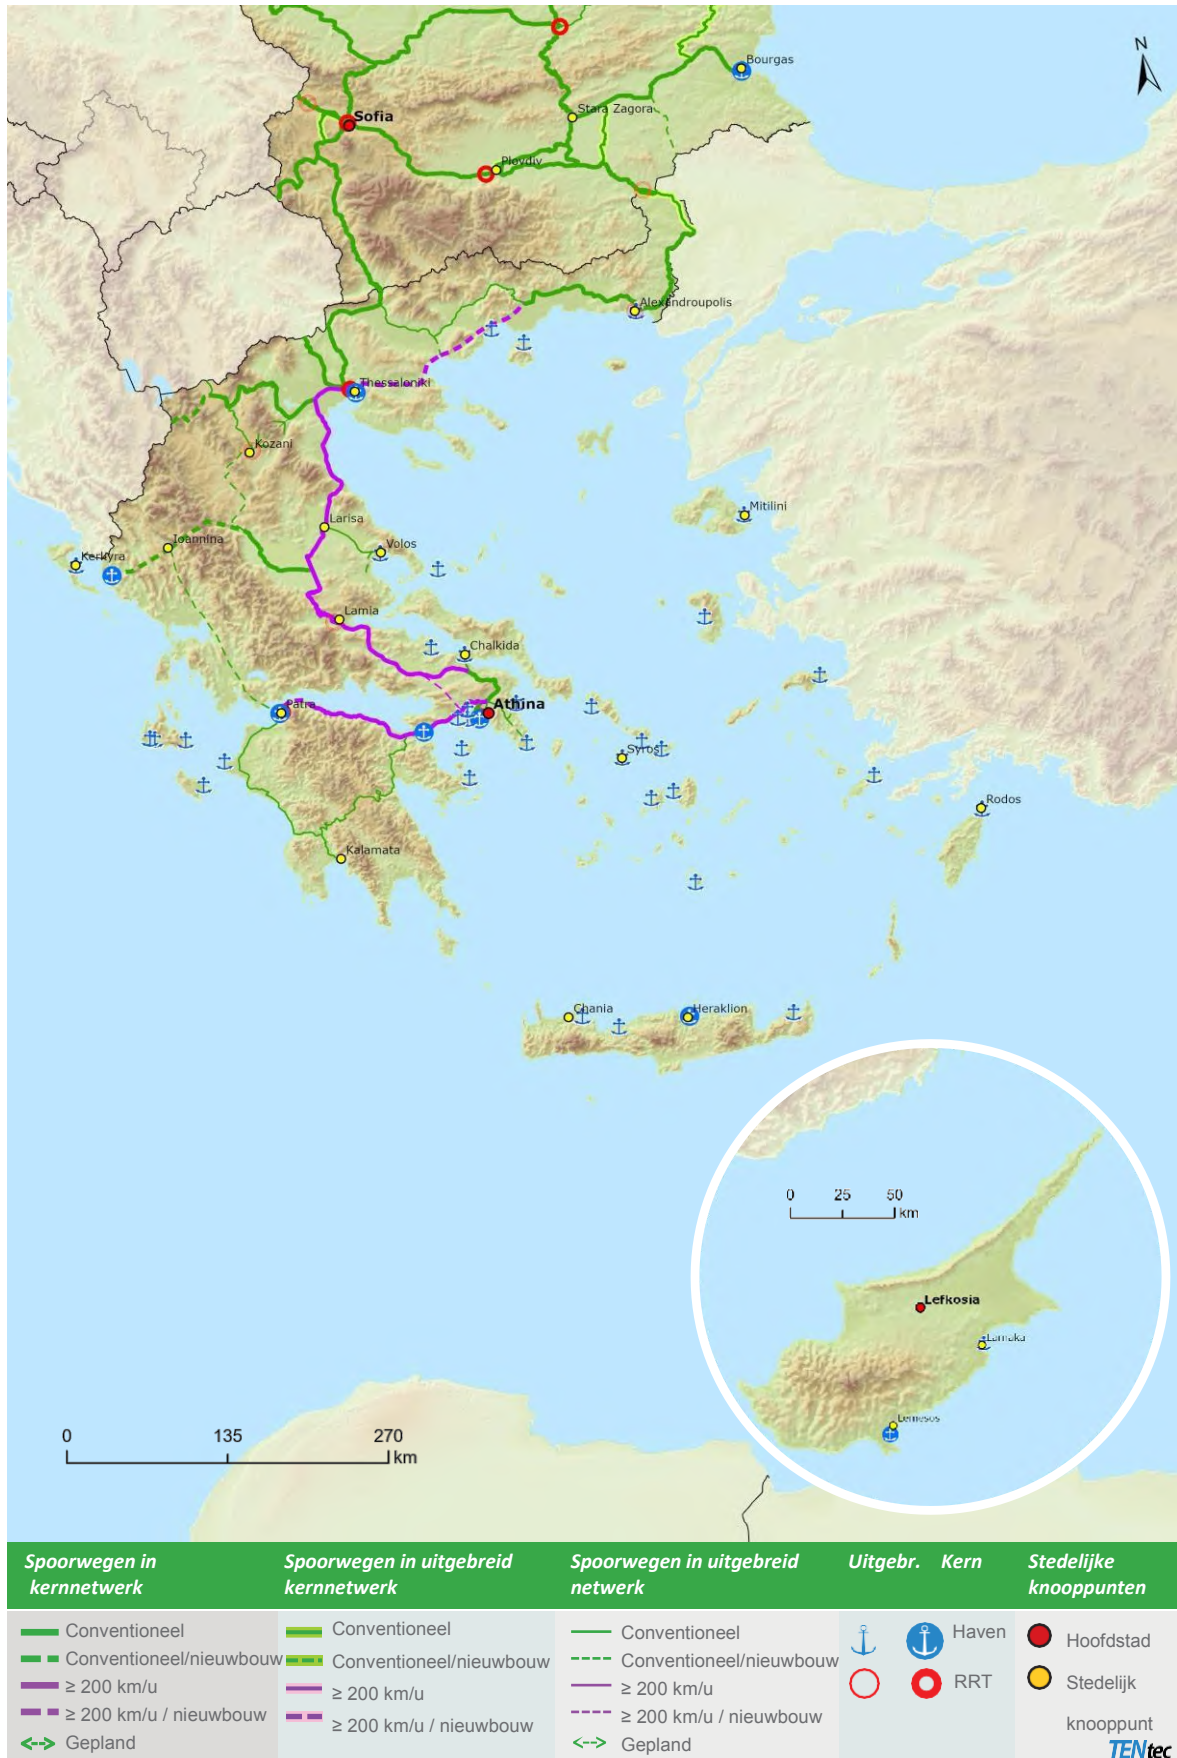 N
Bourgas
Stara Zagora
Sofia
Plovdiv
Alexandroupolis
Thessaloniki
Kozani
Mitilini
Larisa
Ioannina
Volos
Kerkyra
Lamia
Chalkida
Patra
Athina
Syros
Rodos
Kalamata
Chania
Heraklion
0 25 50
km
Lefkosia
Larnaka
Lemesos
0 135 270
km
Spoorwegen in
kernnetwerk
Conventioneel
Conventioneel/nieuwbouw
≥ 200 km/u
≥ 200 km/u / nieuwbouw
Gepland
Spoorwegen in uitgebreid
kernnetwerk
Conventioneel
Conventioneel/nieuwbouw
≥ 200 km/u
≥ 200 km/u / nieuwbouw
Spoorwegen in uitgebreid
netwerk
Conventioneel
Conventioneel/nieuwbouw
≥ 200 km/u
≥ 200 km/u / nieuwbouw
Gepland
Uitgebr. Kern
Haven
RRT
Stedelijke
knooppunten
Hoofdstad
Stedelijk
knooppunt
TENtec